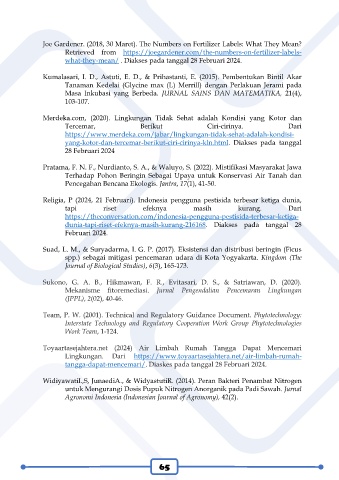 Joe Gardener. (2018, 30 Maret). The Numbers on Fertilizer Labels: What They Mean?
Retrieved from https://joegardener.com/the-numbers-on-fertilizer-labels-
what-they-mean/ . Diakses pada tanggal 28 Februari 2024.
Kumalasari, I. D., Astuti, E. D., & Prihastanti, E. (2015). Pembentukan Bintil Akar
Tanaman Kedelai (Glycine max (L) Merrill) dengan Perlakuan Jerami pada
Masa Inkubasi yang Berbeda. JURNAL SAINS DAN MATEMATIKA, 21(4),
103-107.
Merdeka.com, (2020). Lingkungan Tidak Sehat adalah Kondisi yang Kotor dan
Tercemar, Berikut Ciri-cirinya. Dari
https://www.merdeka.com/jabar/lingkungan-tidak-sehat-adalah-kondisi-
yang-kotor-dan-tercemar-berikut-ciri-cirinya-kln.html. Diakses pada tanggal
28 Februari 2024
Pratama, F. N. F., Nurdianto, S. A., & Waluyo, S. (2022). Mistifikasi Masyarakat Jawa
Terhadap Pohon Beringin Sebagai Upaya untuk Konservasi Air Tanah dan
Pencegahan Bencana Ekologis. Jantra, 17(1), 41-50.
Religia, P (2024, 21 Februari). Indonesia pengguna pestisida terbesar ketiga dunia,
tapi riset efeknya masih kurang. Dari
https://theconversation.com/indonesia-pengguna-pestisida-terbesar-ketiga-
dunia-tapi-riset-efeknya-masih-kurang-216168. Diakses pada tanggal 28
Februari 2024.
Suad, L. M., & Suryadarma, I. G. P. (2017). Eksistensi dan distribusi beringin (Ficus
spp.) sebagai mitigasi pencemaran udara di Kota Yogyakarta. Kingdom (The
Journal of Biological Studies), 6(3), 165-173.
Sukono, G. A. B., Hikmawan, F. R., Evitasari, D. S., & Satriawan, D. (2020).
Mekanisme fitoremediasi. Jurnal Pengendalian Pencemaran Lingkungan
(JPPL), 2(02), 40-46.
Team, P. W. (2001). Technical and Regulatory Guidance Document. Phytotechnology:
Interstate Technology and Regulatory Cooperation Work Group Phytotechnologies
Work Team, 1-124.
Toyaartasejahtera.net (2024) Air Limbah Rumah Tangga Dapat Mencemari
Lingkungan. Dari https://www.toyaartasejahtera.net/air-limbah-rumah-
tangga-dapat-mencemari/. Diaskes pada tanggal 28 Februari 2024.
Widiyawatil.,S, JunaediA., & WidyastutiR. (2014). Peran Bakteri Penambat Nitrogen
untuk Mengurangi Dosis Pupuk Nitrogen Anorganik pada Padi Sawah. Jurnal
Agronomi Indonesia (Indonesian Journal of Agronomy), 42(2).
65